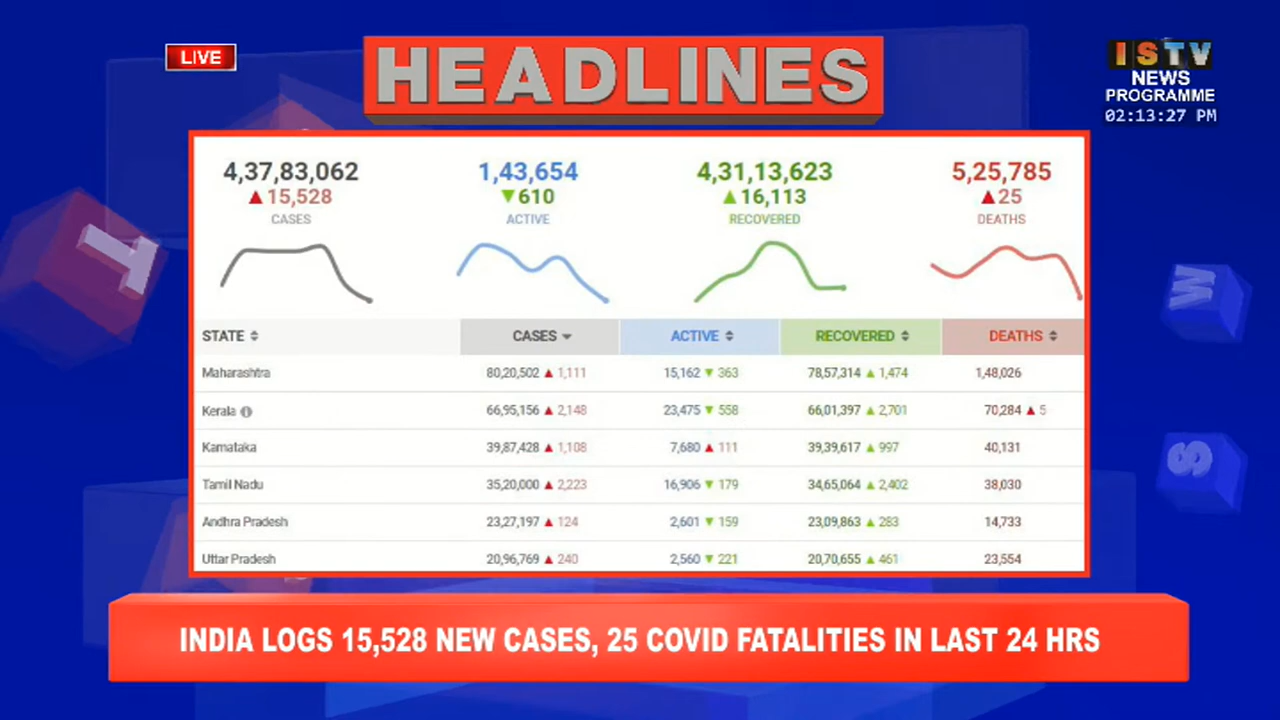 LIVE
HEADLINES
ISTV
NEWS
PROGRAMME
02:13:27 PM
4,37,83,062 1,43,654 4,31,13,623 5,25,785
▲15,528 ▼610 ▲16,113 ▲25
CASES ACTIVE RECOVERED DEATHS
T
W
S
STATE CASES ACTIVE RECOVERED DEATHS
Maharashtra 80,20,502 ▲ 1,111 15,162 ▼ 363 78,57,314 ▲ 1,474 1,48,026
Kerala 66,95,156 ▲ 2,148 23,475 ▼ 558 66,01,397 ▲ 2,701 70,284 ▲ 5
Karnataka 39,87,428 ▲ 1,108 7,680 ▲ 111 39,39,617 ▲ 997 40,131
Tamil Nadu 35,20,000 ▲ 2,223 16,906 ▼ 179 34,65,064 ▲ 2,402 38,030
Andhra Pradesh 23,27,197 ▲ 124 2,601 ▼ 159 23,09,863 ▲ 283 14,733
Uttar Pradesh 20,96,769 ▲ 240 2,560 ▼ 221 20,70,655 ▲ 461 23,554
INDIA LOGS 15,528 NEW CASES, 25 COVID FATALITIES IN LAST 24 HRS